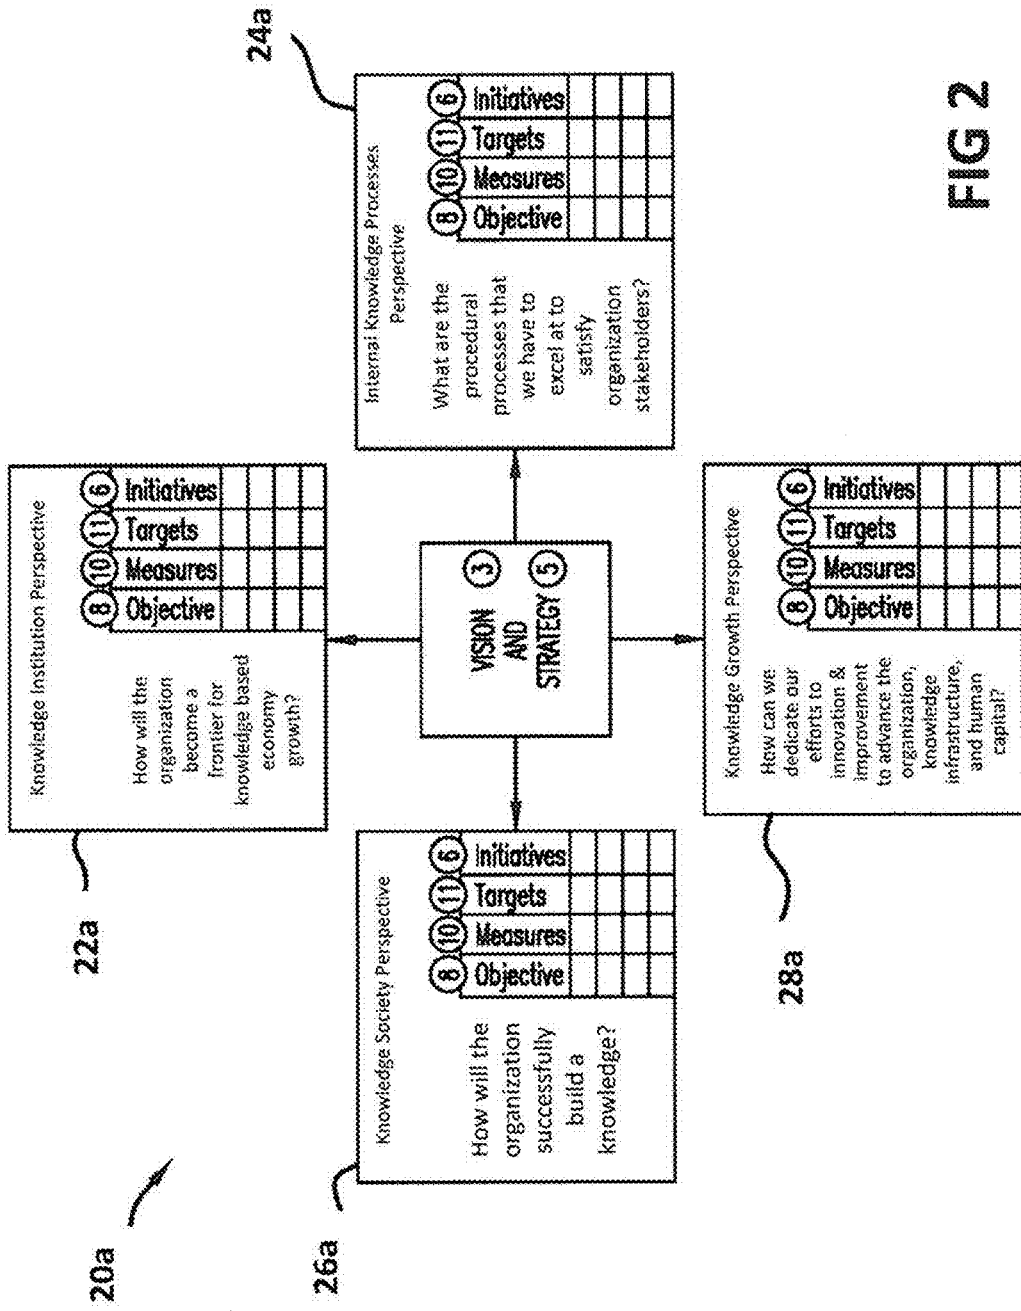 20a
22a
Knowledge Institution Perspective
How will the
organization
become a
frontier for
knowledge based
economy
growth?
8 10 11 6
Objective Measures Targets Initiatives
26a
Knowledge Society Perspective
How will the
organization
successfully
build a
knowledge?
8 10 11 6
Objective Measures Targets Initiatives
VISION 3
AND
STRATEGY 5
24a
Internal Knowledge Processes
Perspective
What are the
procedural
processes that
we have to
excel at to
satisfy
organization
stakeholders?
8 10 11 6
Objective Measures Targets Initiatives
28a
Knowledge Growth Perspective
How can we
dedicate our
efforts to
innovation &
improvement
to advance the
organization,
knowledge
infrastructure,
and human
capital?
8 10 11 6
Objective Measures Targets Initiatives
FIG 2